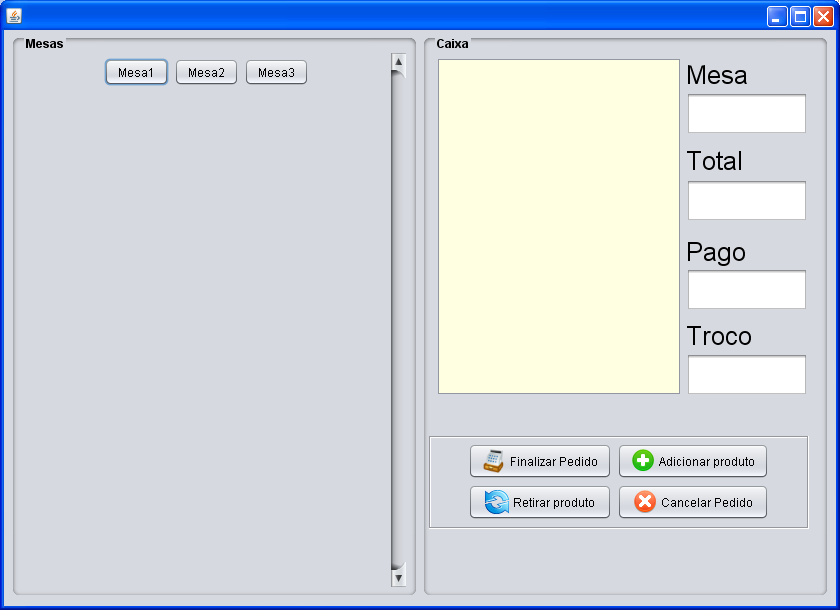 Mesas
Mesa1 Mesa2 Mesa3
Caixa
Mesa
Total
Pago
Troco
Finalizar Pedido Adicionar produto
Retirar produto Cancelar Pedido